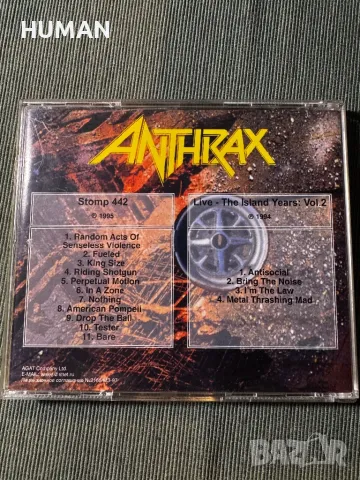 HUMAN
ANTHRAX
Stomp 442
℗ 1995
1. Random Acts Of
Senseless Violence
2. Fueled
3. King Size
4. Riding Shotgun
5. Perpetual Motion
6. In A Zone
7. Nothing
8. American Pompeii
9. Drop The Ball
10. Tester
11. Bare
Live - The Island Years: Vol 2
℗ 1994
1. Antisocial
2. Bring The Noise
3. I'm The Law
4. Metal Thrashing Mad
AGAT Company Ltd.
E-MAIL:
BAZAR